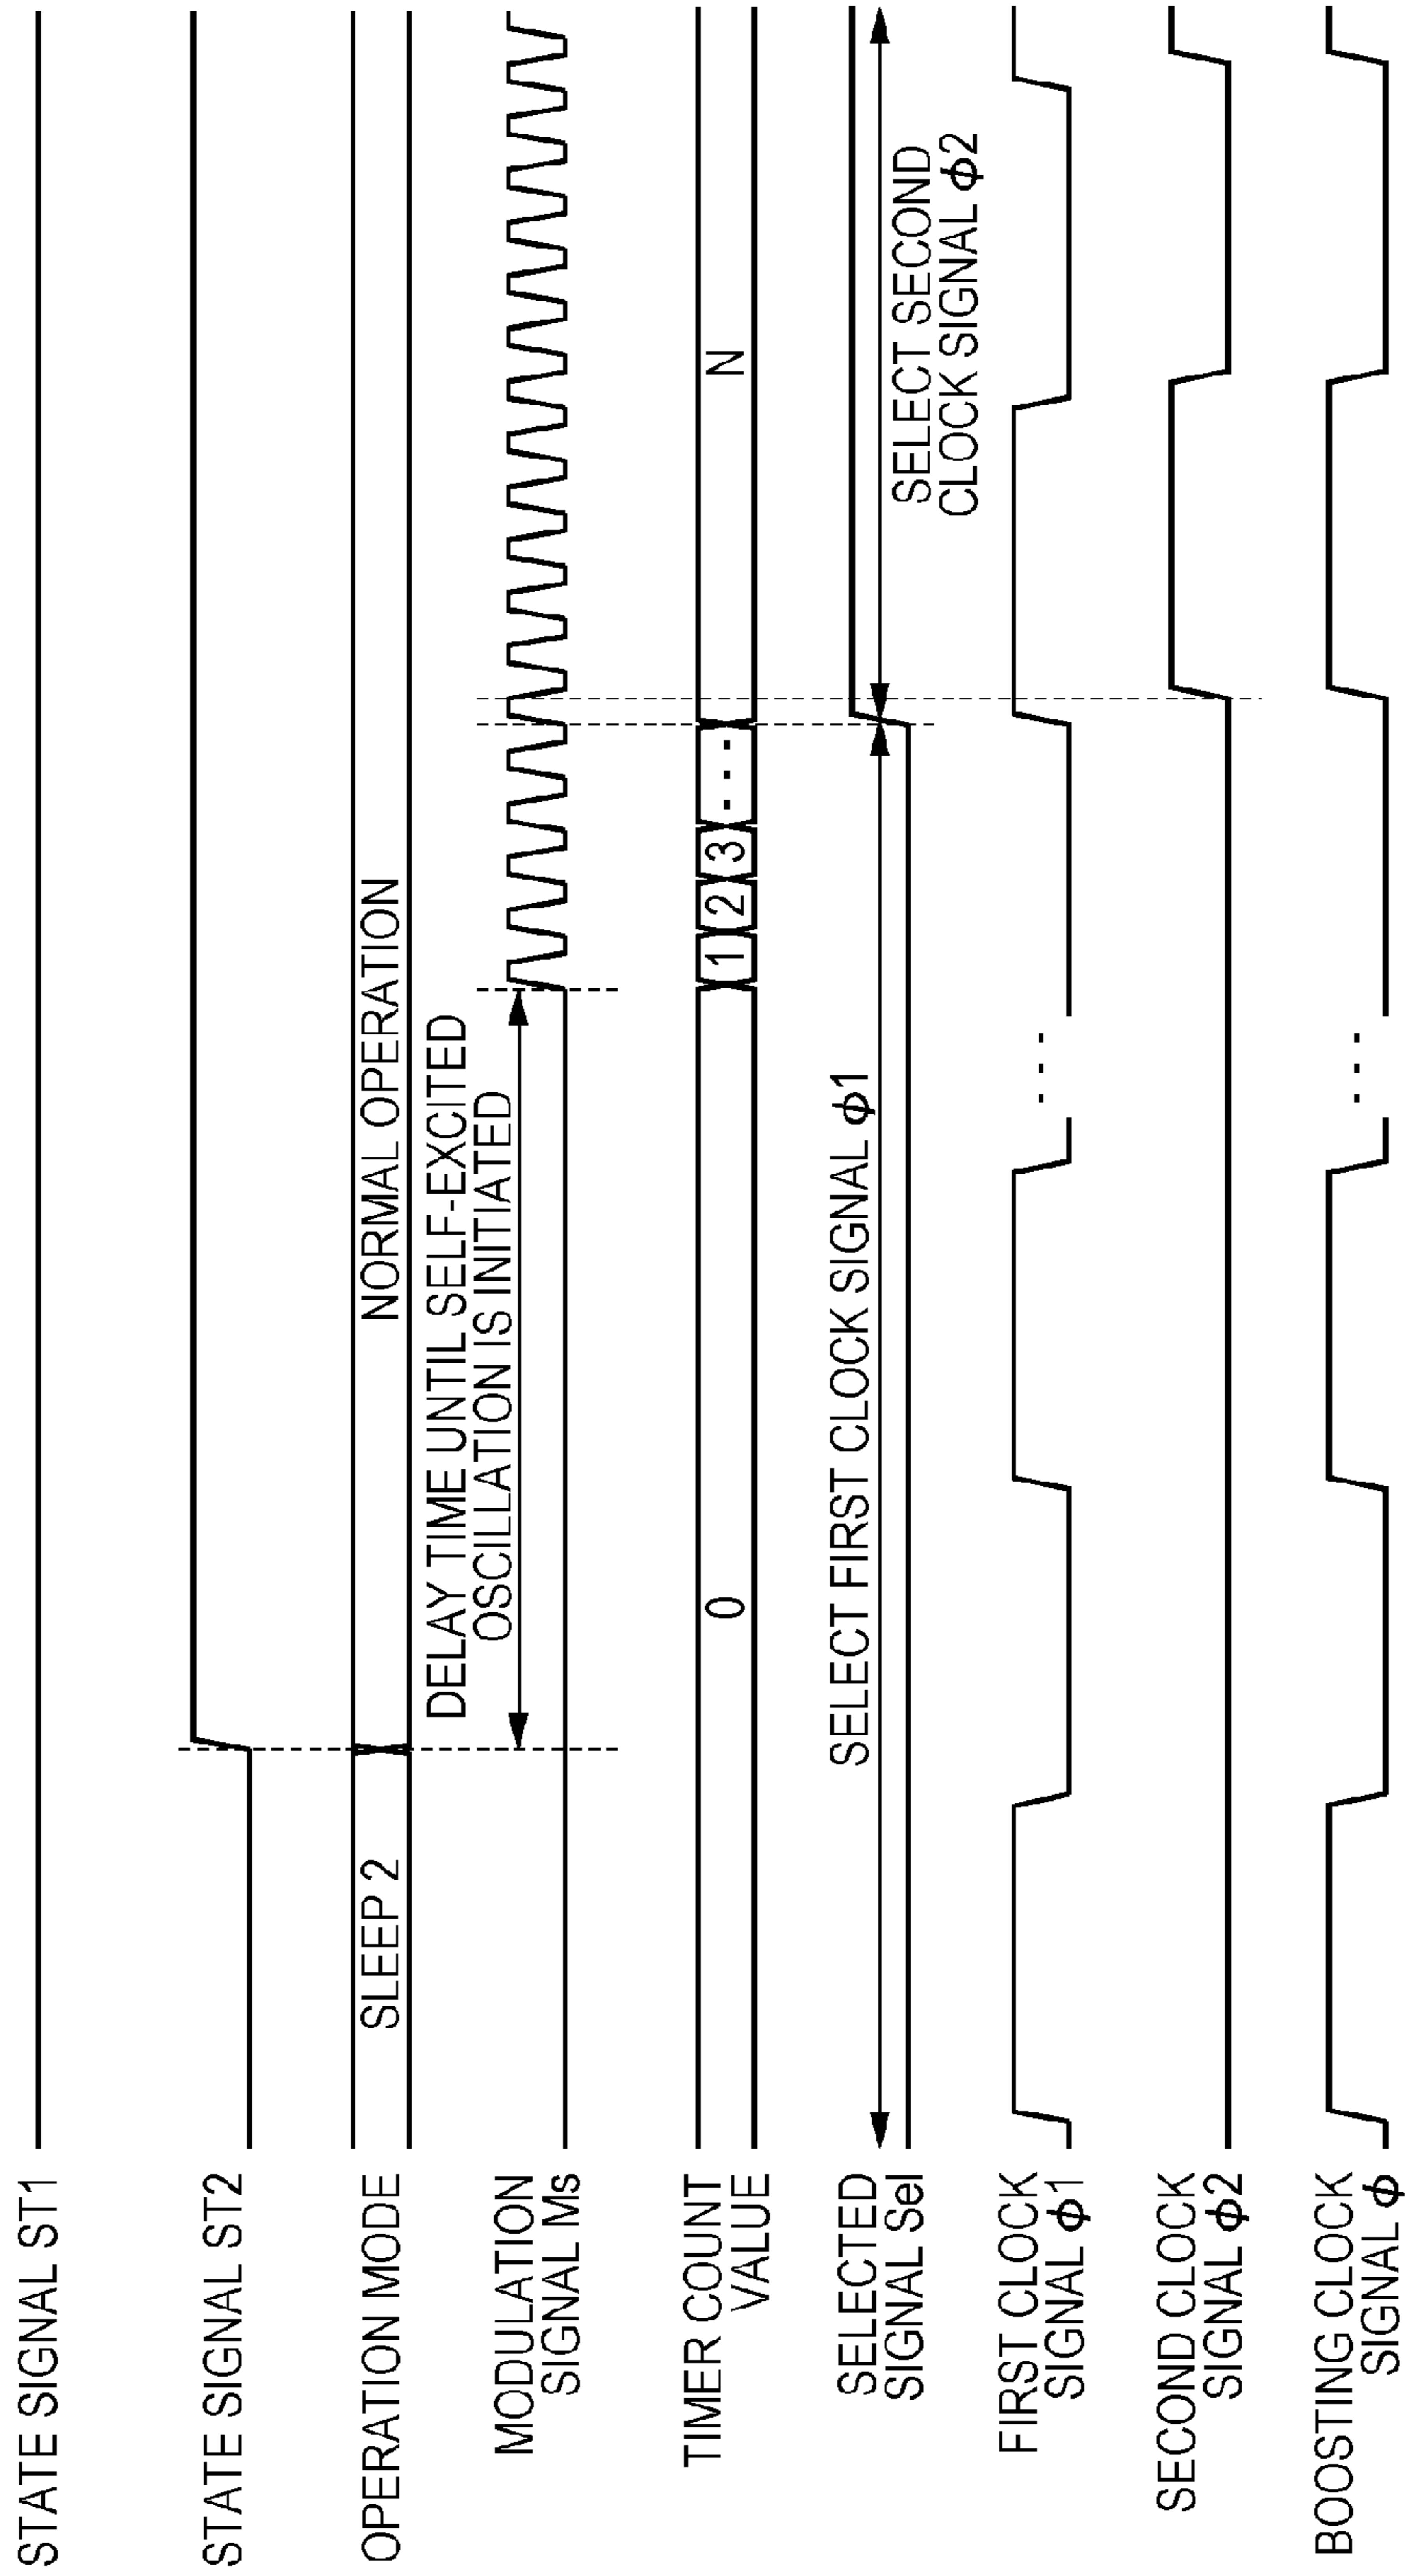 STATE SIGNAL ST1
STATE SIGNAL ST2
OPERATION MODE
SLEEP 2
NORMAL OPERATION
MODULATION
SIGNAL Ms
DELAY TIME UNTIL SELF-EXCITED
OSCILLATION IS INITIATED
TIMER COUNT
VALUE
0
1
2
3
···
N
SELECTED
SIGNAL Sel
SELECT FIRST CLOCK SIGNAL ϕ1
SELECT SECOND
CLOCK SIGNAL ϕ2
FIRST CLOCK
SIGNAL ϕ1
···
SECOND CLOCK
SIGNAL ϕ2
BOOSTING CLOCK
SIGNAL ϕ
···